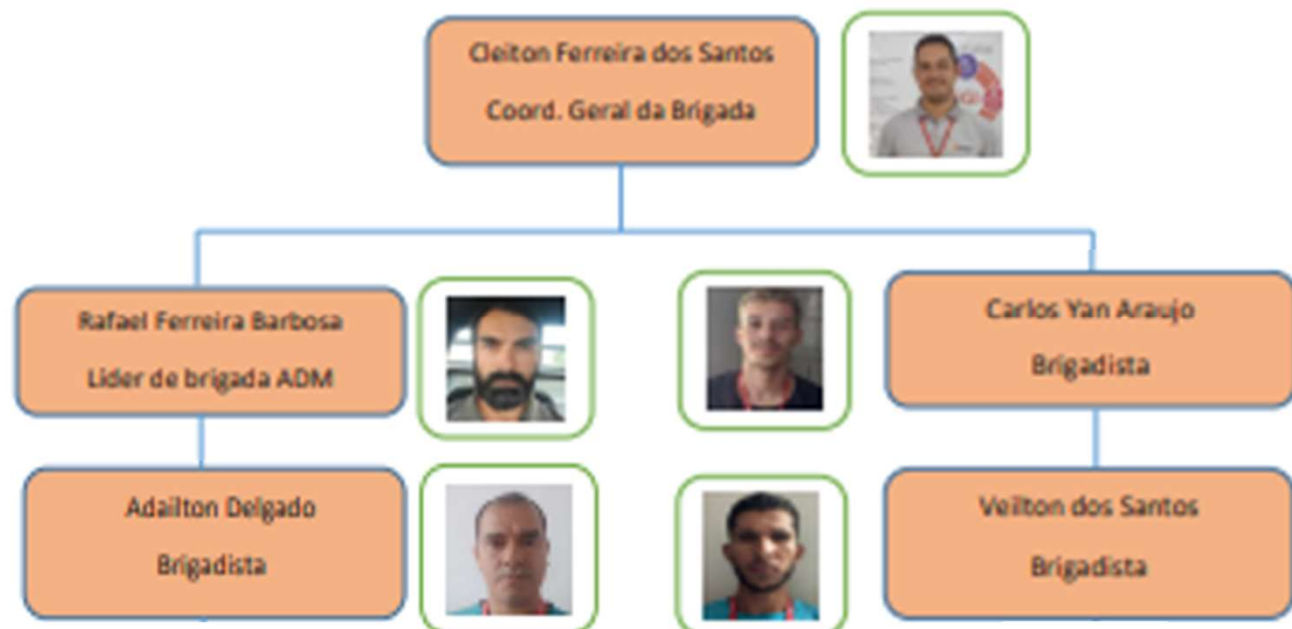 Cleiton Ferreira dos Santos
Coord. Geral da Brigada
Rafael Ferreira Barbosa
Lider de brigada ADM
Carlos Yan Araujo
Brigadista
Adailton Delgado
Brigadista
Veilton dos Santos
Brigadista